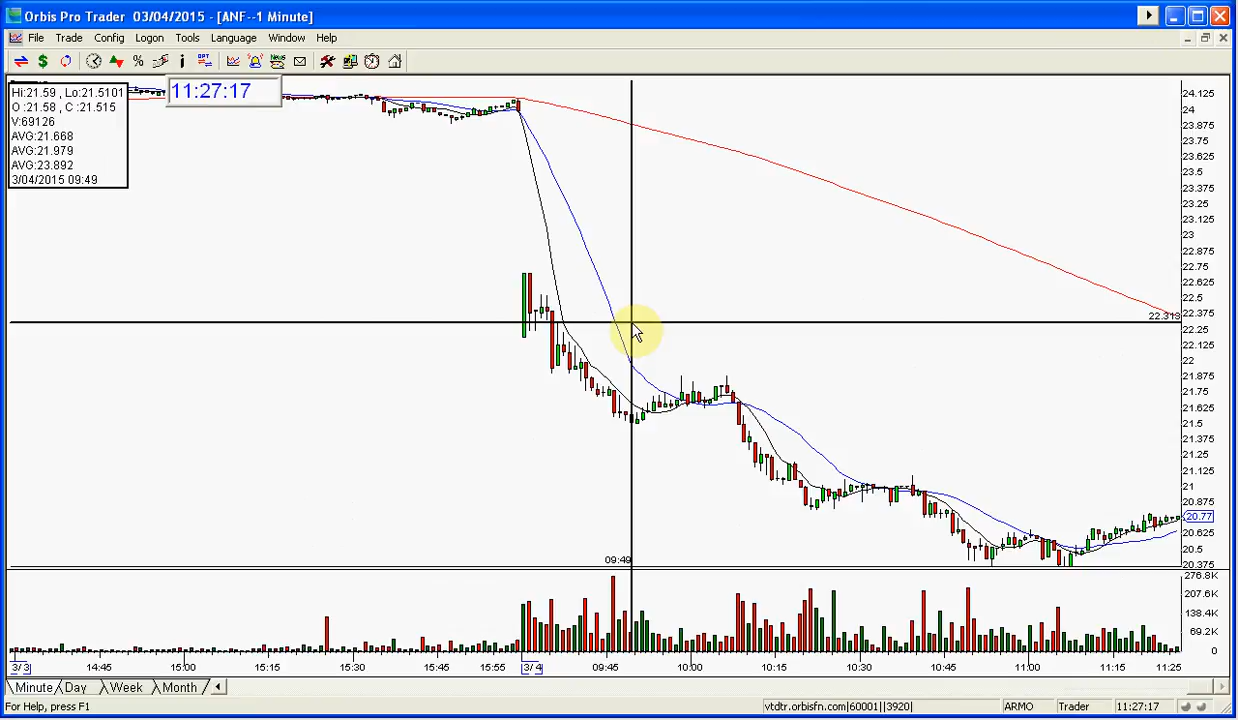 Orbis Pro Trader 03/04/2015 - [ANF--1 Minute]
File Trade Config Logon Tools Language Window Help
Hi:21.59 , Lo:21.5101
O :21.58 , C :21.515
V:69126
AVG:21.668
AVG:21.979
AVG:23.892
3/04/2015 09:49
11:27:17
24.125
24
23.875
23.75
23.625
23.5
23.375
23.25
23.125
23
22.875
22.75
22.625
22.5
22.313
22.375
22.25
22.125
22
21.875
21.75
21.625
21.5
21.375
21.25
21.125
21
20.875
20.77
20.625
20.5
20.375
09:49
276.8K
207.6K
138.4K
69.2K
0
3/3 14:45 15:00 15:15 15:30 15:45 15:55 3/4 09:45 10:00 10:15 10:30 10:45 11:00 11:15 11:25
Minute Day Week Month
For Help, press F1 vtdtr.orbisfn.com|60001||3920| ARMO Trader 11:27:17